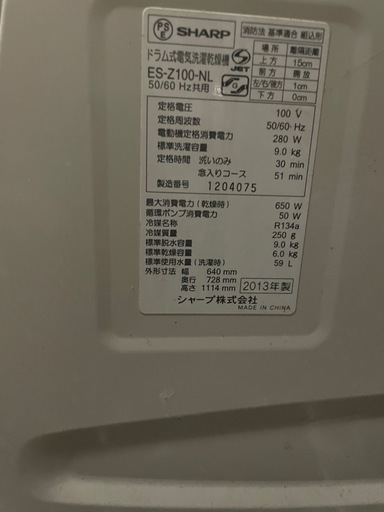 PS
E
SHARP
ドラム式電気洗濯乾燥機
ES-Z100-NL
50/60 Hz共用
JET
消防法 基準適合 組込形
場所 離隔距離
上方 15cm
前方 開放
左/右/後方 1cm
下方 0cm
定格電圧 100 V
定格周波数 50/60 Hz
電動機定格消費電力 280 W
標準洗濯容量 9.0 kg
定格時間 洗いのみ 30 min
念入りコース 51 min
製造番号 1204075
最大消費電力(乾燥時) 650 W
循環ポンプ消費電力 50 W
冷媒名称 R134a
冷媒質量 250 g
標準脱水容量 9.0 kg
標準乾燥容量 6.0 kg
標準使用水量(洗濯時) 59 L
外形寸法 幅 640 mm
奥行 728 mm
高さ 1114 mm
2013年製
シャープ株式会社
MADE IN CHINA